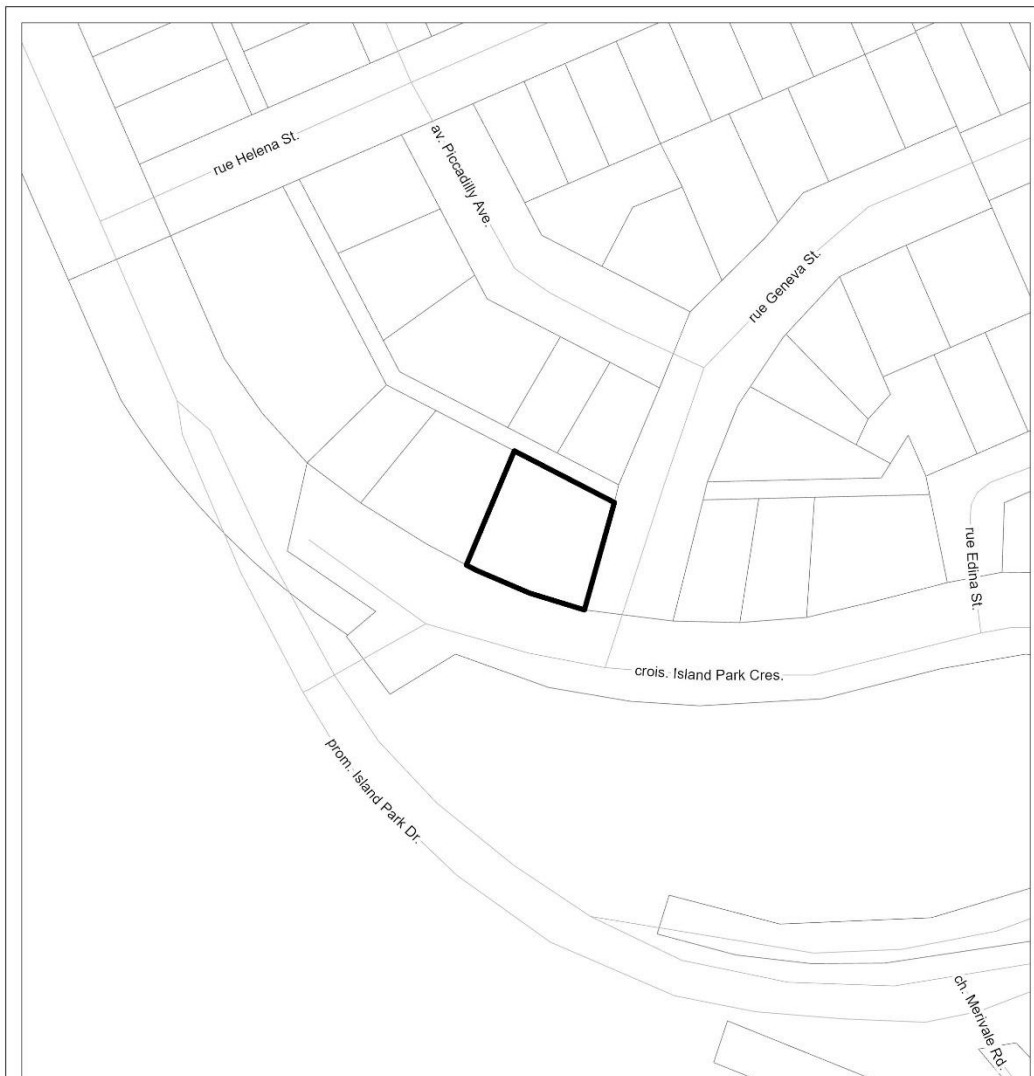 rue Helena St.
av. Piccadilly Ave.
rue Geneva St.
rue Edina St.
crois. Island Park Cres.
prom. Island Park Dr.
ch. Merivale Rd.